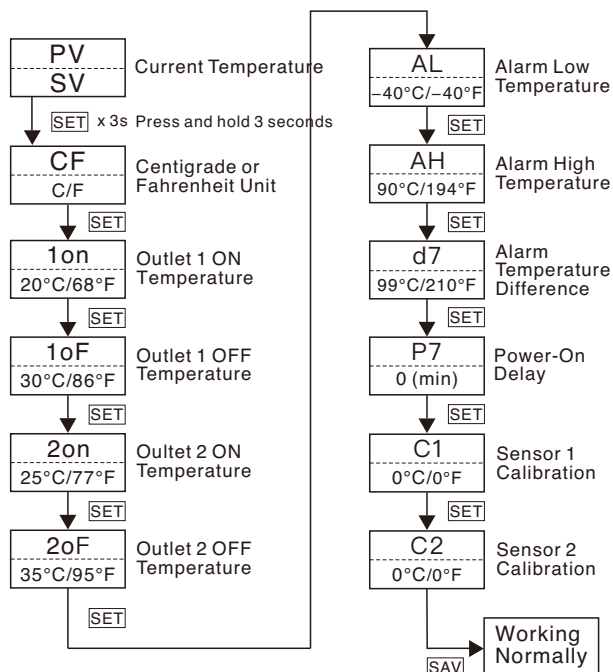 PV
SV
Current Temperature
SET x 3s Press and hold 3 seconds
CF
C/F
Centigrade or
Fahrenheit Unit
SET
1on
20°C/68°F
Outlet 1 ON
Temperature
SET
1oF
30°C/86°F
Outlet 1 OFF
Temperature
SET
2on
25°C/77°F
Oultet 2 ON
Temperature
SET
2oF
35°C/95°F
Outlet 2 OFF
Temperature
SET
AL
−40°C/−40°F
Alarm Low
Temperature
SET
AH
90°C/194°F
Alarm High
Temperature
SET
d7
99°C/210°F
Alarm
Temperature
Difference
SET
P7
0 (min)
Power-On
Delay
SET
C1
0°C/0°F
Sensor 1
Calibration
SET
C2
0°C/0°F
Sensor 2
Calibration
SAV
Working
Normally